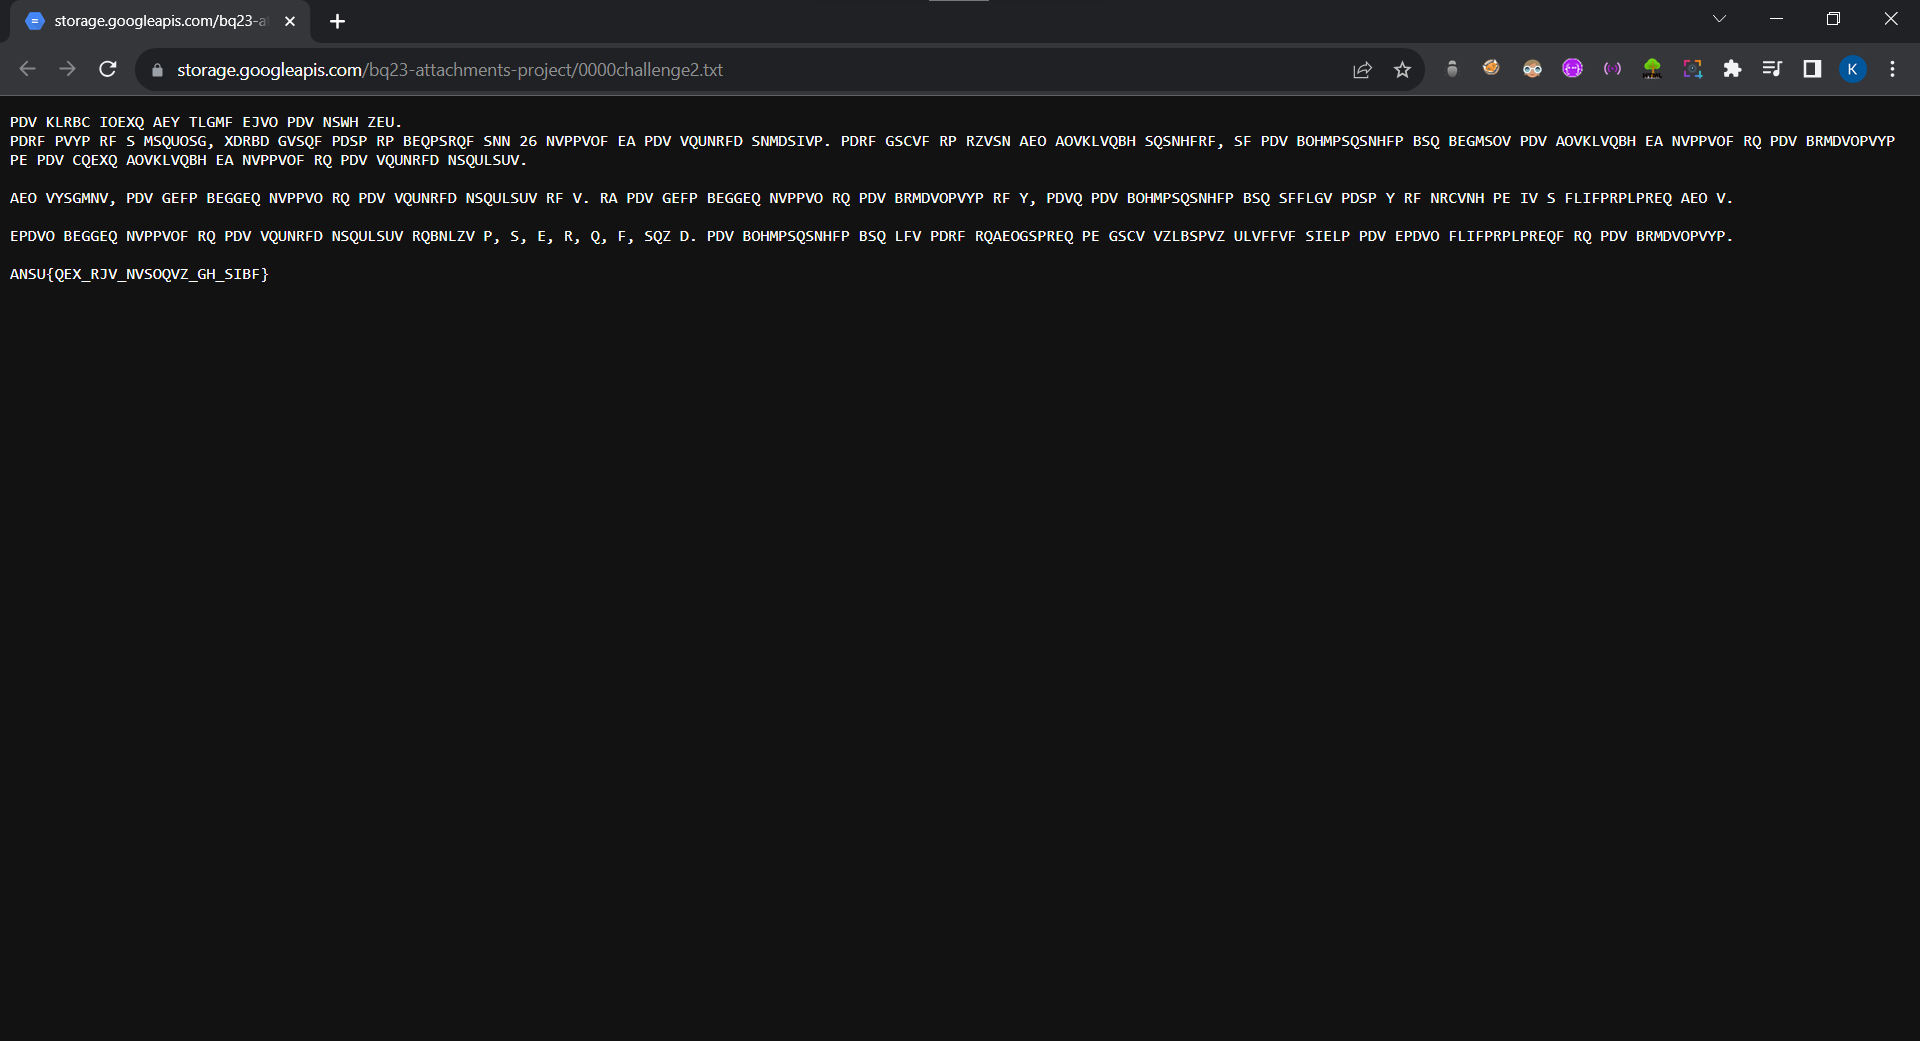 storage.googleapis.com/bq23-a
storage.googleapis.com/bq23-attachments-project/0000challenge2.txt
K
PDV KLRBC IOEXQ AEY TLGMF EJVO PDV NSWH ZEU.
PDRF PVYP RF S MSQUOSG, XDRBD GVSQF PDSP RP BEQPSRQF SNN 26 NVPPVOF EA PDV VQUNRFD SNMDSIVP. PDRF GSCVF RP RZVSN AEO AOVKLVQBH SQSNHFRF, SF PDV BOHMPSQSNHFP BSQ BEGMSOV PDV AOVKLVQBH EA NVPPVOF RQ PDV BRMDVOPVYP
PE PDV CQEXQ AOVKLVQBH EA NVPPVOF RQ PDV VQUNRFD NSQULSUV.
AEO VYSGMNV, PDV GEFP BEGGEQ NVPPVO RQ PDV VQUNRFD NSQULSUV RF V. RA PDV GEFP BEGGEQ NVPPVO RQ PDV BRMDVOPVYP RF Y, PDVQ PDV BOHMPSQSNHFP BSQ SFFLGV PDSP Y RF NRCVNH PE IV S FLIFPRPLPREQ AEO V.
EPDVO BEGGEQ NVPPVOF RQ PDV VQUNRFD NSQULSUV RQBNLZV P, S, E, R, Q, F, SQZ D. PDV BOHMPSQSNHFP BSQ LFV PDRF RQAEOGSPREQ PE GSCV VZLBSPVZ ULVFFVF SIELP PDV EPDVO FLIFPRPLPREQF RQ PDV BRMDVOPVYP.
ANSU{QEX_RJV_NVSOQVZ_GH_SIBF}